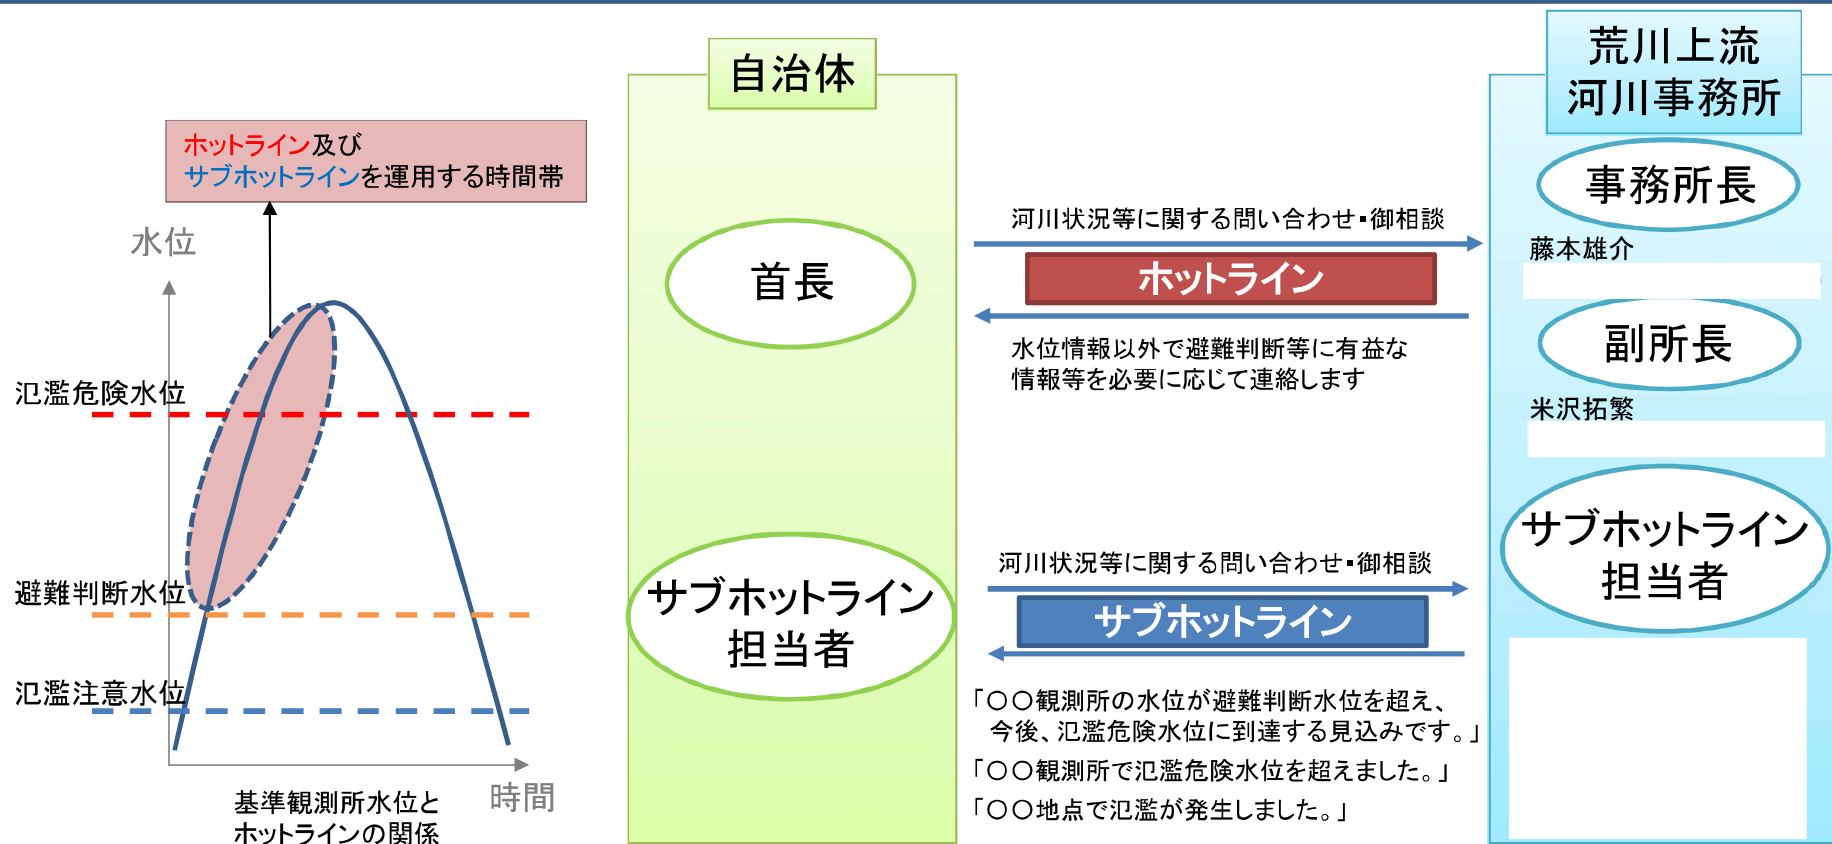 ホットライン及び
サブホットラインを運用する時間帯
水位
氾濫危険水位
避難判断水位
氾濫注意水位
時間
基準観測所水位と
ホットラインの関係
自治体
首長
サブホットライン
担当者
河川状況等に関する問い合わせ・御相談
ホットライン
水位情報以外で避難判断等に有益な
情報等を必要に応じて連絡します
河川状況等に関する問い合わせ・御相談
サブホットライン
「〇〇観測所の水位が避難判断水位を超え、
今後、氾濫危険水位に到達する見込みです。」
「〇〇観測所で氾濫危険水位を超えました。」
「〇〇地点で氾濫が発生しました。」
荒川上流
河川事務所
事務所長
藤本雄介
副所長
米沢拓繁
サブホットライン
担当者